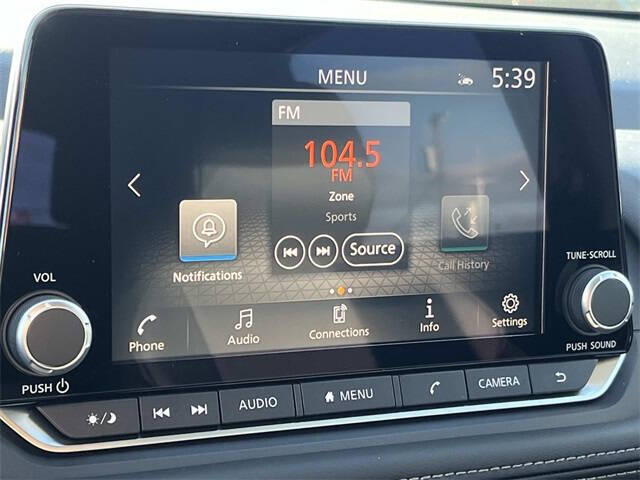 MENU
5:39
FM
104.5
FM
Zone
Sports
Source
Notifications
Call History
Phone
Audio
Connections
Info
Settings
VOL
PUSH
TUNE·SCROLL
PUSH SOUND
AUDIO
MENU
CAMERA